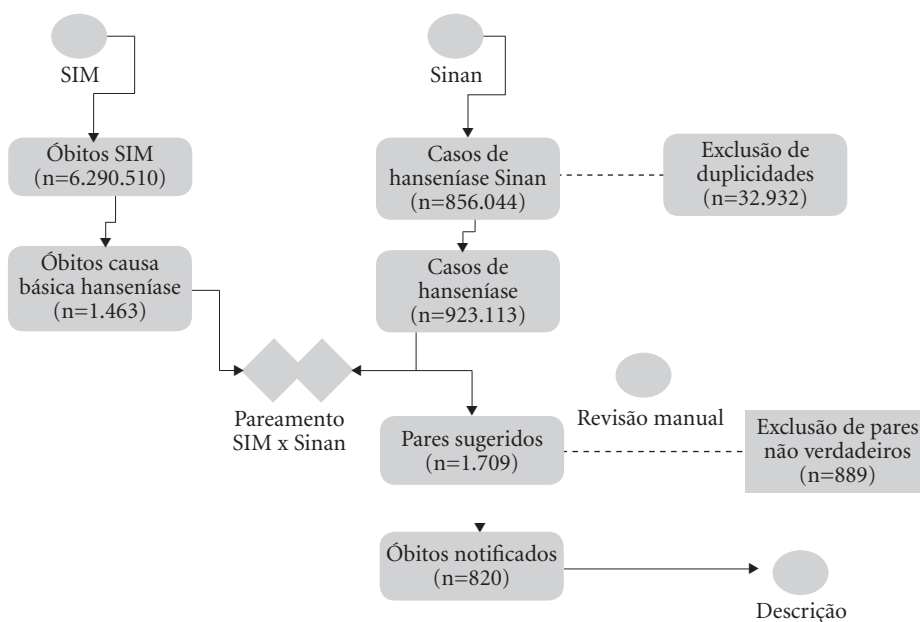 SIM
Sinan
Óbitos SIM
(n=6.290.510)
Casos de
hanseníase Sinan
(n=856.044)
Exclusão de
duplicidades
(n=32.932)
Óbitos causa
básica hanseníase
(n=1.463)
Casos de
hanseníase
(n=923.113)
Pareamento
SIM x Sinan
Revisão manual
Pares sugeridos
(n=1.709)
Exclusão de pares
não verdadeiros
(n=889)
Óbitos notificados
(n=820)
Descrição